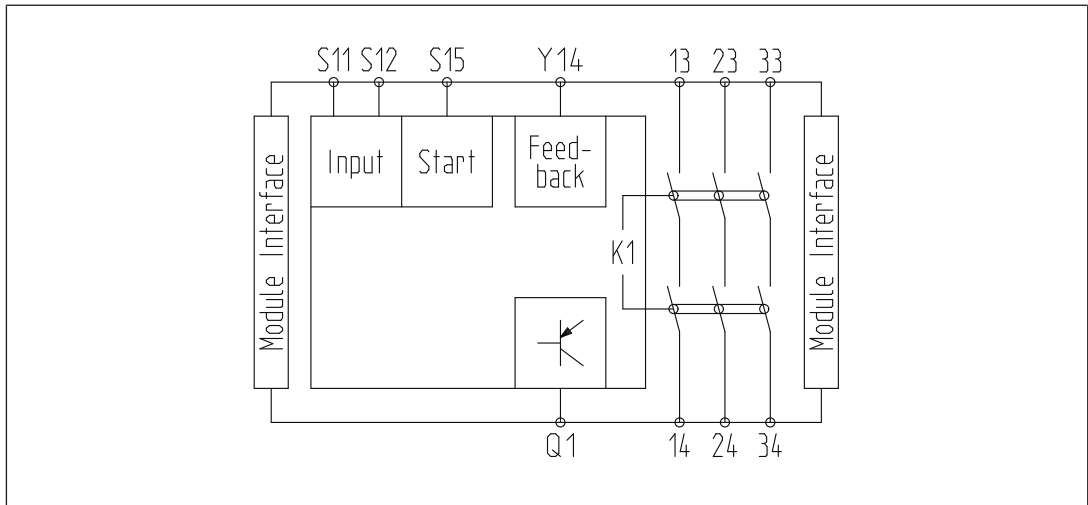 S11 S12 S15 Y14 13 23 33
Input Start Feed-
back
Module Interface
K1
Module Interface
Q1 14 24 34